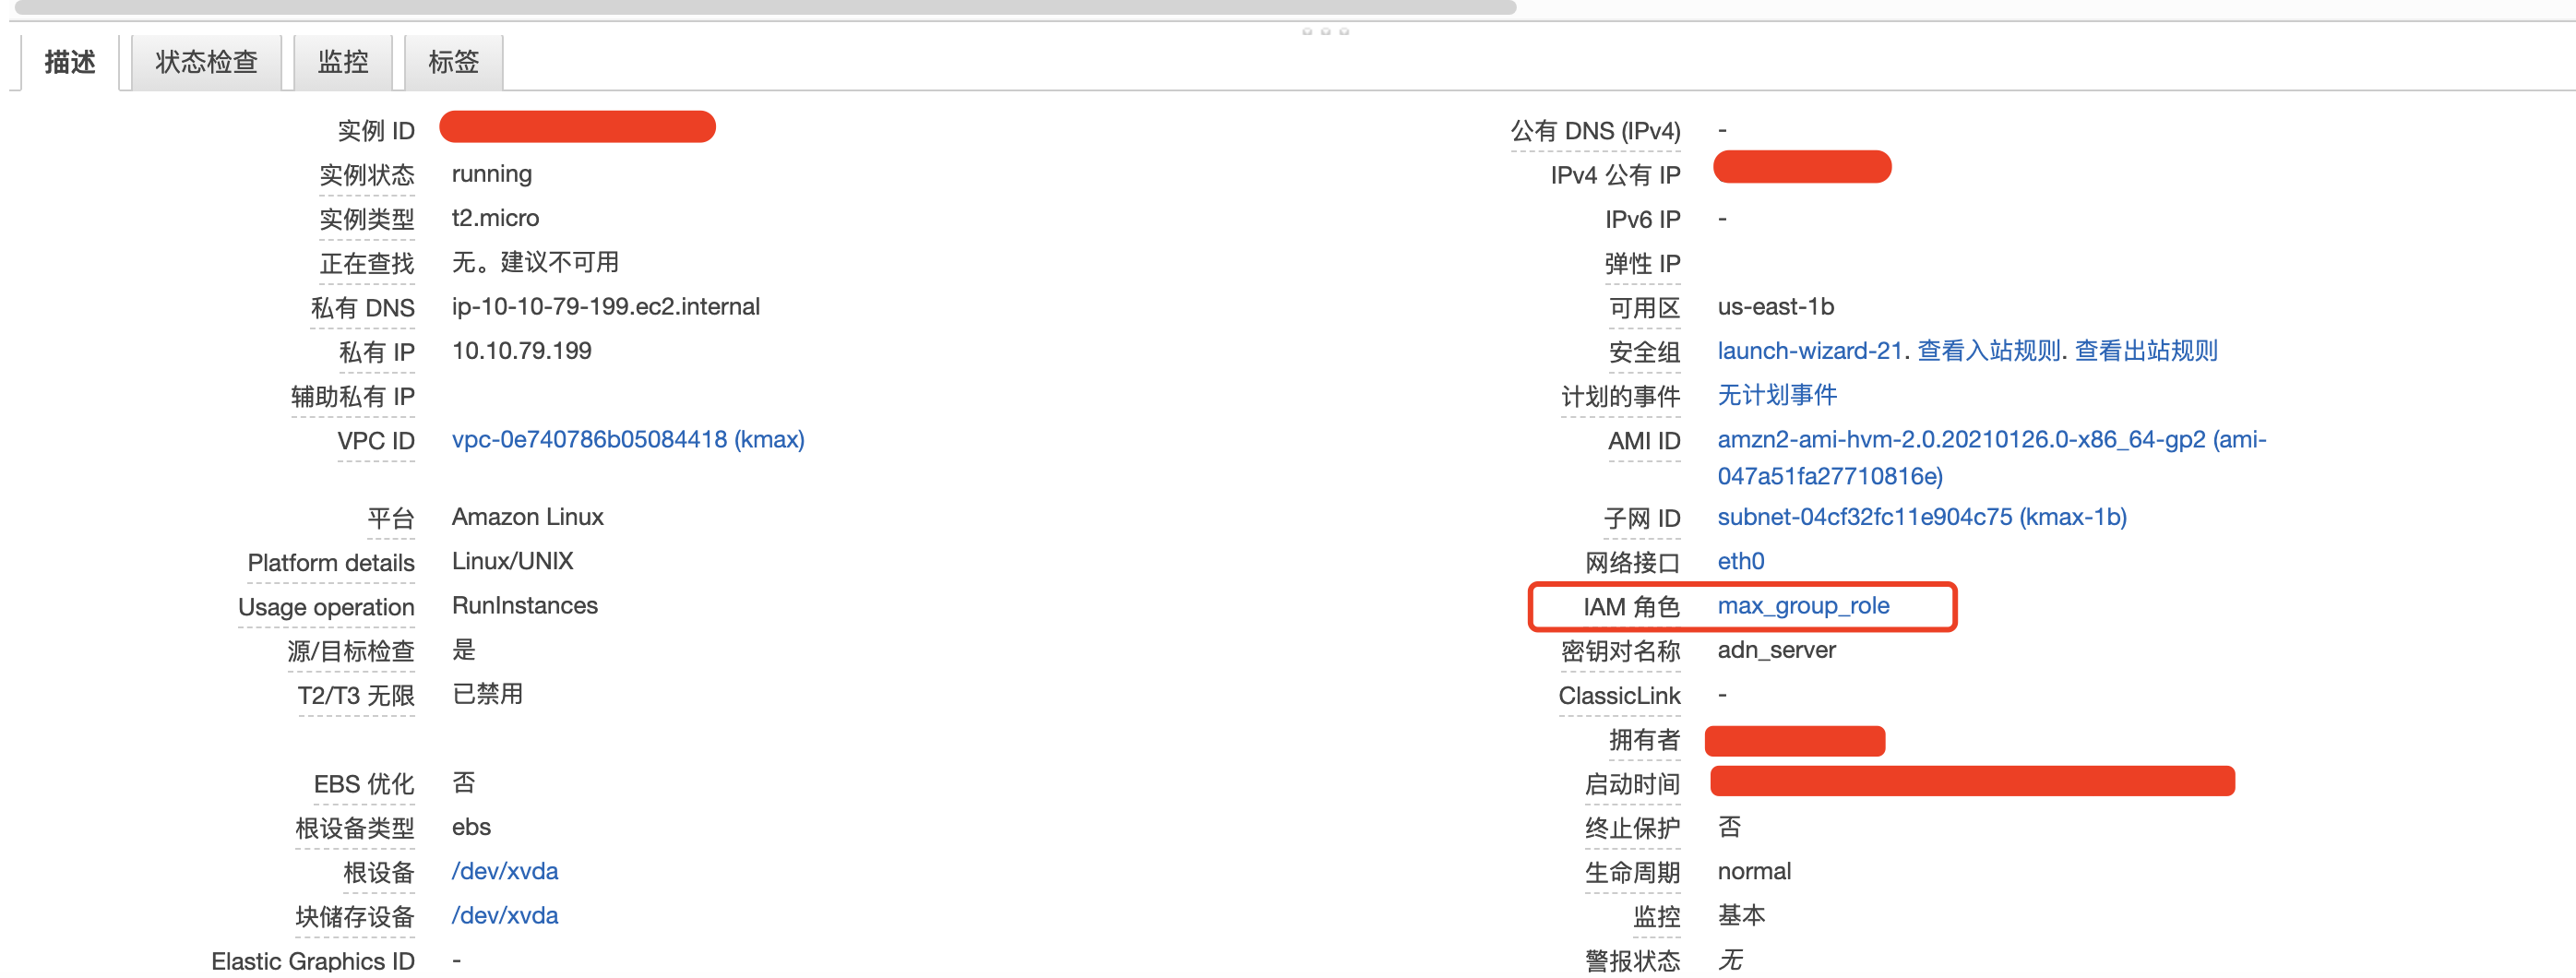 描述 状态检查 监控 标签
实例 ID
实例状态 running
实例类型 t2.micro
正在查找 无。建议不可用
私有 DNS ip-10-10-79-199.ec2.internal
私有 IP 10.10.79.199
辅助私有 IP
VPC ID vpc-0e740786b05084418 (kmax)
平台 Amazon Linux
Platform details Linux/UNIX
Usage operation RunInstances
源/目标检查 是
T2/T3 无限 已禁用
EBS 优化 否
根设备类型 ebs
根设备 /dev/xvda
块储存设备 /dev/xvda
Elastic Graphics ID -
公有 DNS (IPv4) -
IPv4 公有 IP
IPv6 IP -
弹性 IP
可用区 us-east-1b
安全组 launch-wizard-21. 查看入站规则. 查看出站规则
计划的事件 无计划事件
AMI ID amzn2-ami-hvm-2.0.20210126.0-x86_64-gp2 (ami-
047a51fa27710816e)
子网 ID subnet-04cf32fc11e904c75 (kmax-1b)
网络接口 eth0
IAM 角色 max_group_role
密钥对名称 adn_server
ClassicLink -
拥有者
启动时间
终止保护 否
生命周期 normal
监控 基本
警报状态 无